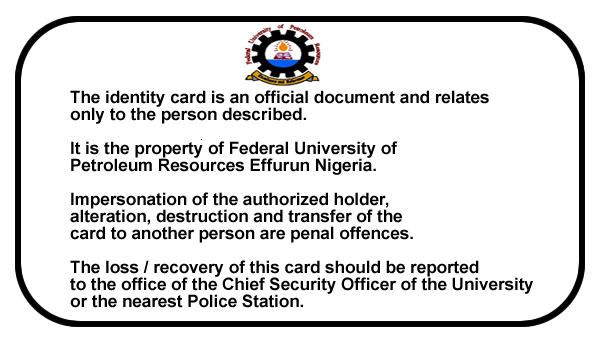 Federal University of Petroleum Resources
The identity card is an official document and relates
only to the person described.
It is the property of Federal University of
Petroleum Resources Effurun Nigeria.
Impersonation of the authorized holder,
alteration, destruction and transfer of the
card to another person are penal offences.
The loss / recovery of this card should be reported
to the office of the Chief Security Officer of the University
or the nearest Police Station.